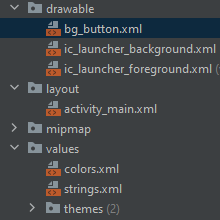 drawable
bg_button.xml
ic_launcher_background.xml
ic_launcher_foreground.xml
layout
activity_main.xml
mipmap
values
colors.xml
strings.xml
themes (2)